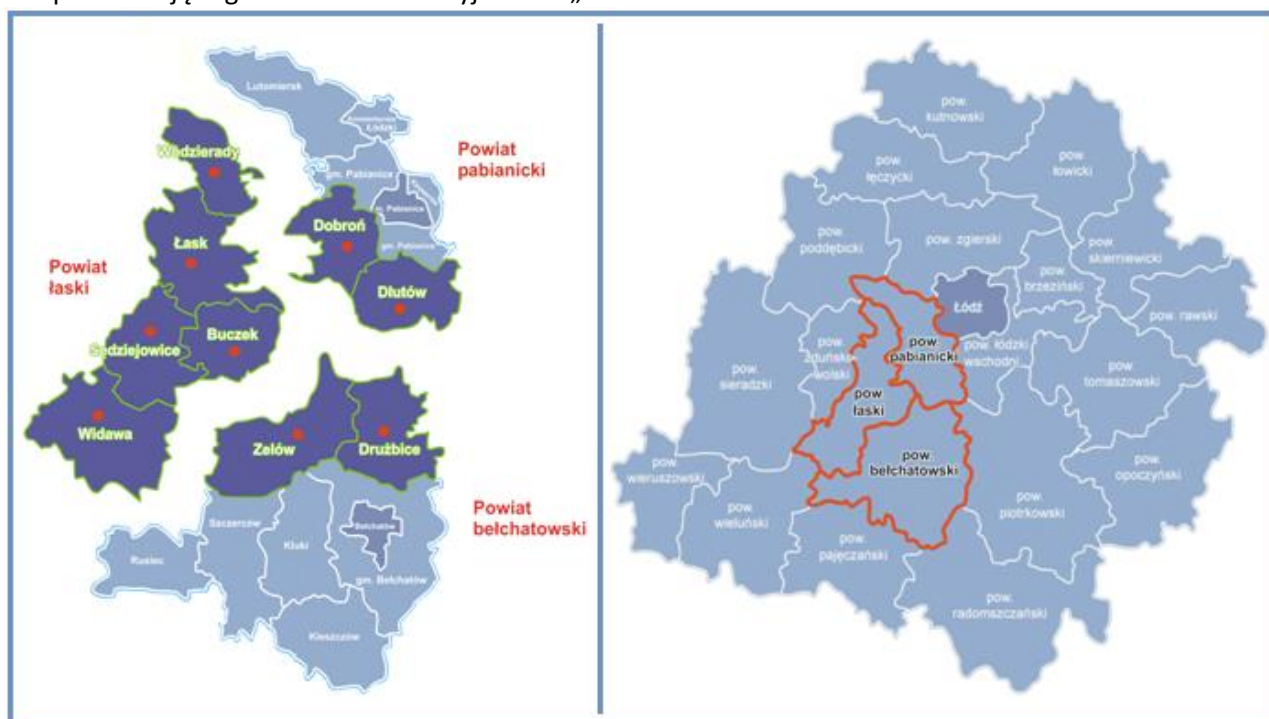 Lutomiersk
Łódzki
Powiat
pabianicki
Wodzierady
gm. Pabianice
m. Pabianice
gm. Pabianice
Dobroń
Łask
Powiat
łaski
Dłutów
Sędziejowice
Buczek
Widawa
Zelów
Drużbice
Powiat
bełchatowski
Szczerców
Bełchatów
Kluki
Rusiec
gm. Bełchatów
Kleszczów
pow.
kutnowski
pow.
łęczycki
pow.
łowicki
pow.
poddębicki
pow. zgierski
pow.
skierniewicki
pow.
brzeziński
Łódź
pow. rawski
pow.
zduńsko-
wolski
pow.
pabianicki
pow. łódzki
wschodni
pow.
sieradzki
pow.
tomaszowski
pow
łaski
pow.
bełchatowski
pow.
opoczyński
pow.
wieruszowski
pow.
wieluński
pow.
piotrkowski
pow.
pajęczański
pow.
radomszczański